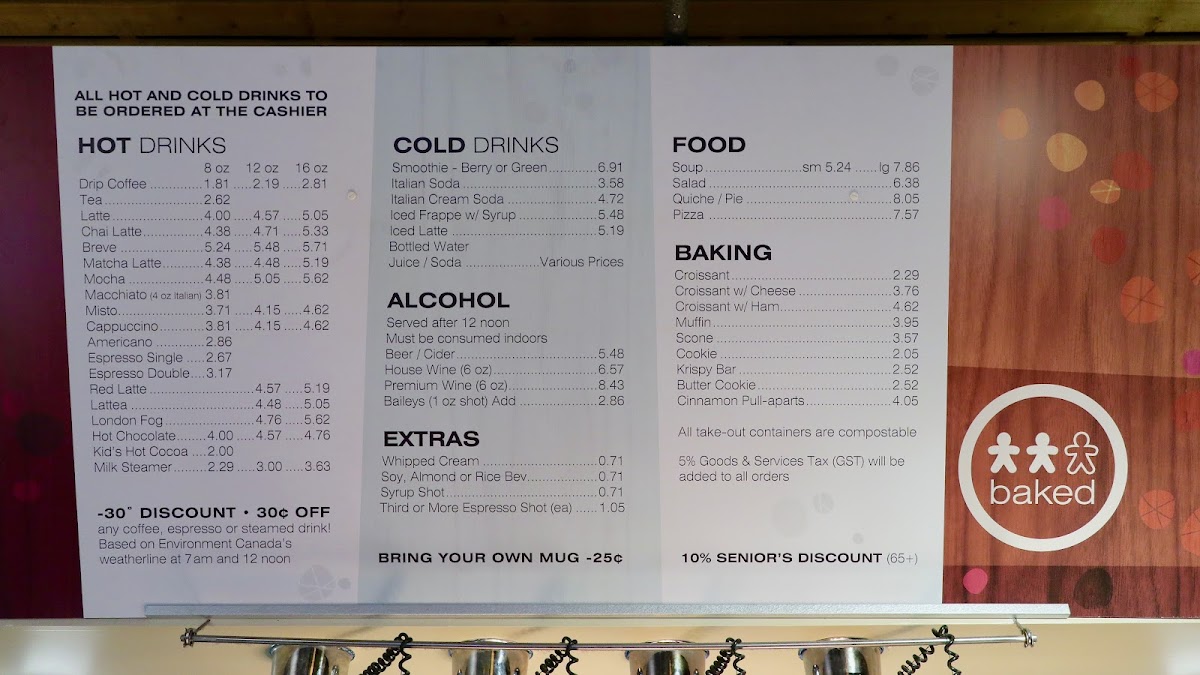 ALL HOT AND COLD DRINKS TO
BE ORDERED AT THE CASHIER
HOT DRINKS
8 oz 12 oz 16 oz
Drip Coffee ............ 1.81 ..... 2.19 ..... 2.81
Tea ....................... 2.62
Latte ..................... 4.00 ..... 4.57 ..... 5.05
Chai Latte .............. 4.38 ..... 4.71 ..... 5.33
Breve .................... 5.24 ..... 5.48 ..... 5.71
Matcha Latte .......... 4.38 ..... 4.48 ..... 5.19
Mocha .................. 4.48 ..... 5.05 ..... 5.62
Macchiato (4 oz Italian) 3.81
Misto .................... 3.71 ..... 4.15 ..... 4.62
Cappuccino ........... 3.81 ..... 4.15 ..... 4.62
Americano ............ 2.86
Espresso Single ..... 2.67
Espresso Double .... 3.17
Red Latte ........................ 4.57 ..... 5.19
Lattea ............................. 4.48 ..... 5.05
London Fog ..................... 4.76 ..... 5.62
Hot Chocolate ....... 4.00 ..... 4.57 ..... 4.76
Kid's Hot Cocoa .... 2.00
Milk Steamer ......... 2.29 ..... 3.00 ..... 3.63
-30° DISCOUNT • 30¢ OFF
any coffee, espresso or steamed drink!
Based on Environment Canada's
weatherline at 7am and 12 noon
COLD DRINKS
Smoothie - Berry or Green ............ 6.91
Italian Soda ................................. 3.58
Italian Cream Soda ...................... 4.72
Iced Frappe w/ Syrup ................... 5.48
Iced Latte .................................... 5.19
Bottled Water
Juice / Soda .................... Various Prices
ALCOHOL
Served after 12 noon
Must be consumed indoors
Beer / Cider ................................. 5.48
House Wine (6 oz) ........................ 6.57
Premium Wine (6 oz) ..................... 8.43
Baileys (1 oz shot) Add ................. 2.86
EXTRAS
Whipped Cream ........................... 0.71
Soy, Almond or Rice Bev. .............. 0.71
Syrup Shot ................................... 0.71
Third or More Espresso Shot (ea) ...... 1.05
BRING YOUR OWN MUG -25¢
FOOD
Soup ......................... sm 5.24 ...... lg 7.86
Salad ............................................. 6.38
Quiche / Pie ................................... 8.05
Pizza ............................................. 7.57
BAKING
Croissant ....................................... 2.29
Croissant w/ Cheese ....................... 3.76
Croissant w/ Ham ........................... 4.62
Muffin ............................................ 3.95
Scone ............................................ 3.57
Cookie ........................................... 2.05
Krispy Bar ...................................... 2.52
Butter Cookie ................................. 2.52
Cinnamon Pull-aparts ..................... 4.05
All take-out containers are compostable
5% Goods & Services Tax (GST) will be
added to all orders
10% SENIOR'S DISCOUNT (65+)
baked